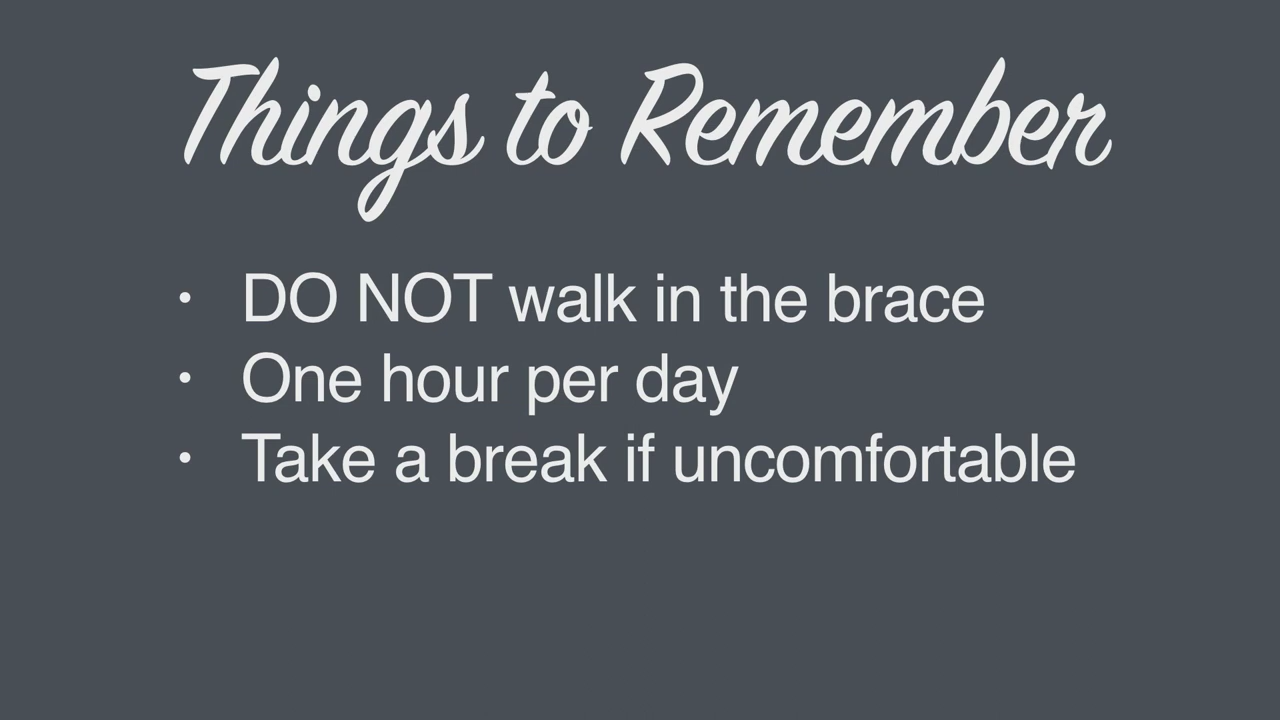 Things to Remember
• DO NOT walk in the brace
• One hour per day
• Take a break if uncomfortable